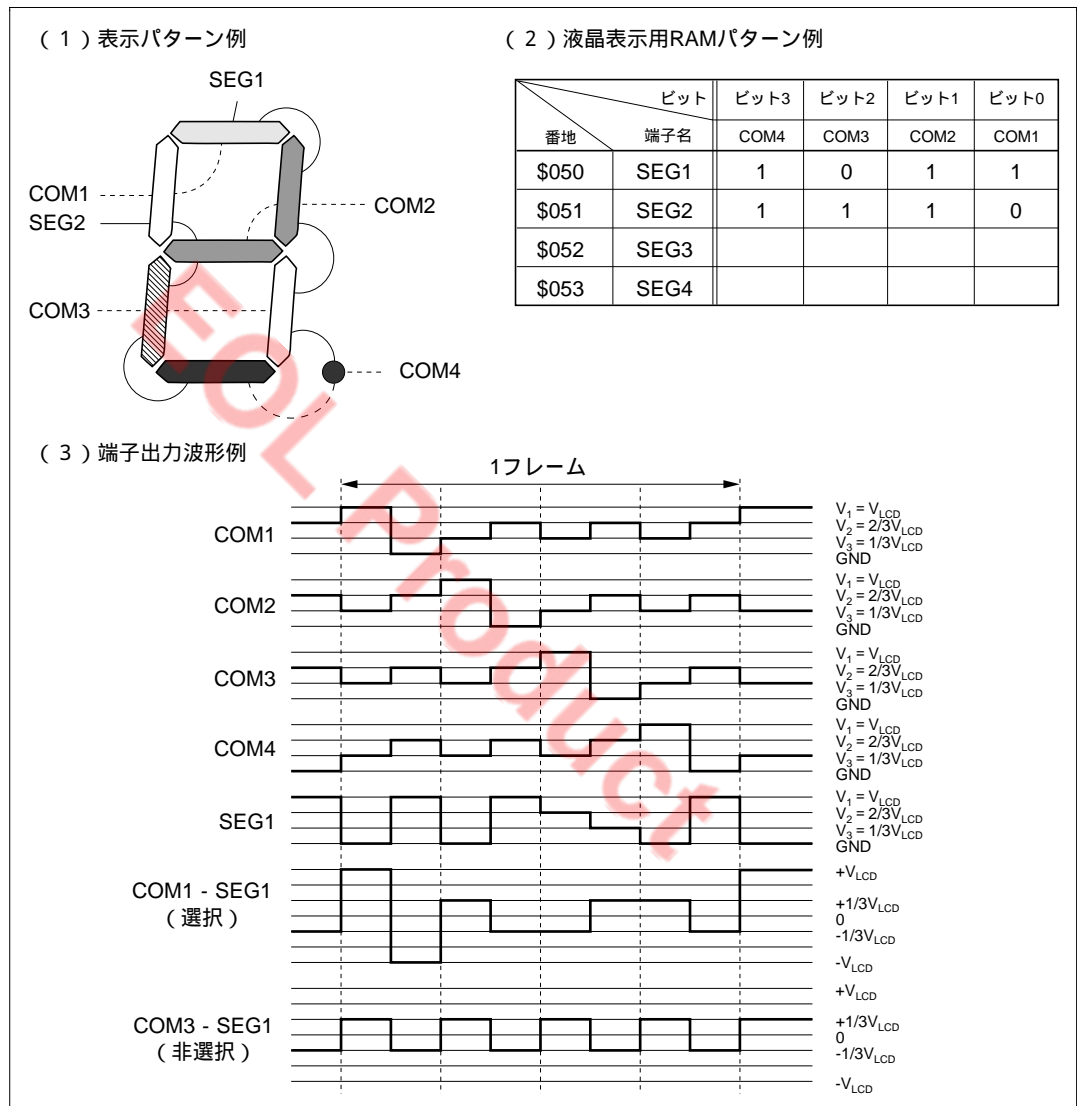 (1)表示パターン例
SEG1
COM1
SEG2
COM2
COM3
COM4
(2)液晶表示用RAMパターン例
ビット ビット3 ビット2 ビット1 ビット0
番地 端子名 COM4 COM3 COM2 COM1
$050 SEG1 1 0 1 1
$051 SEG2 1 1 1 0
$052 SEG3
$053 SEG4
(3)端子出力波形例
1フレーム
COM1
V1 = VLCD
V2 = 2/3VLCD
V3 = 1/3VLCD
GND
COM2
V1 = VLCD
V2 = 2/3VLCD
V3 = 1/3VLCD
GND
COM3
V1 = VLCD
V2 = 2/3VLCD
V3 = 1/3VLCD
GND
COM4
V1 = VLCD
V2 = 2/3VLCD
V3 = 1/3VLCD
GND
SEG1
V1 = VLCD
V2 = 2/3VLCD
V3 = 1/3VLCD
GND
COM1 - SEG1
(選択)
+VLCD
+1/3VLCD
0
-1/3VLCD
-VLCD
COM3 - SEG1
(非選択)
+VLCD
+1/3VLCD
0
-1/3VLCD
-VLCD
EOL Product